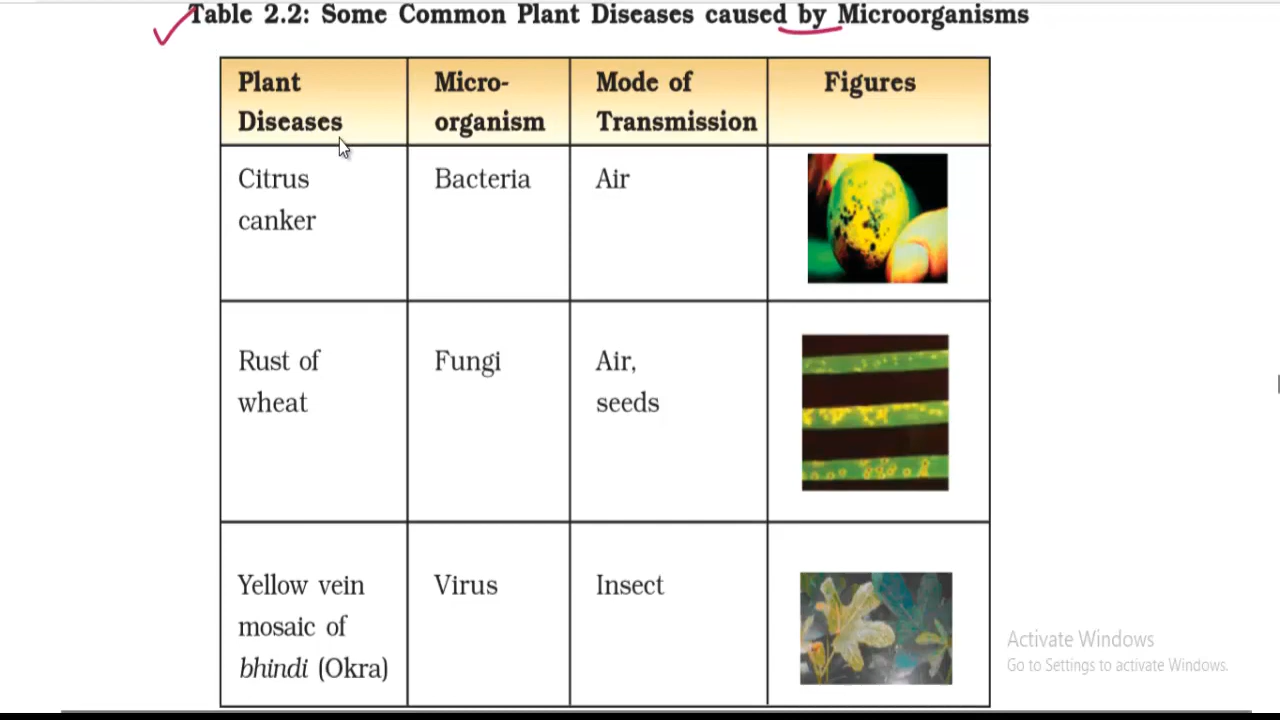 Table 2.2: Some Common Plant Diseases caused by Microorganisms
Plant
Diseases
Micro-
organism
Mode of
Transmission
Figures
Citrus
canker
Bacteria
Air
Rust of
wheat
Fungi
Air,
seeds
Yellow vein
mosaic of
bhindi (Okra)
Virus
Insect
Activate Windows
Go to Settings to activate Windows.